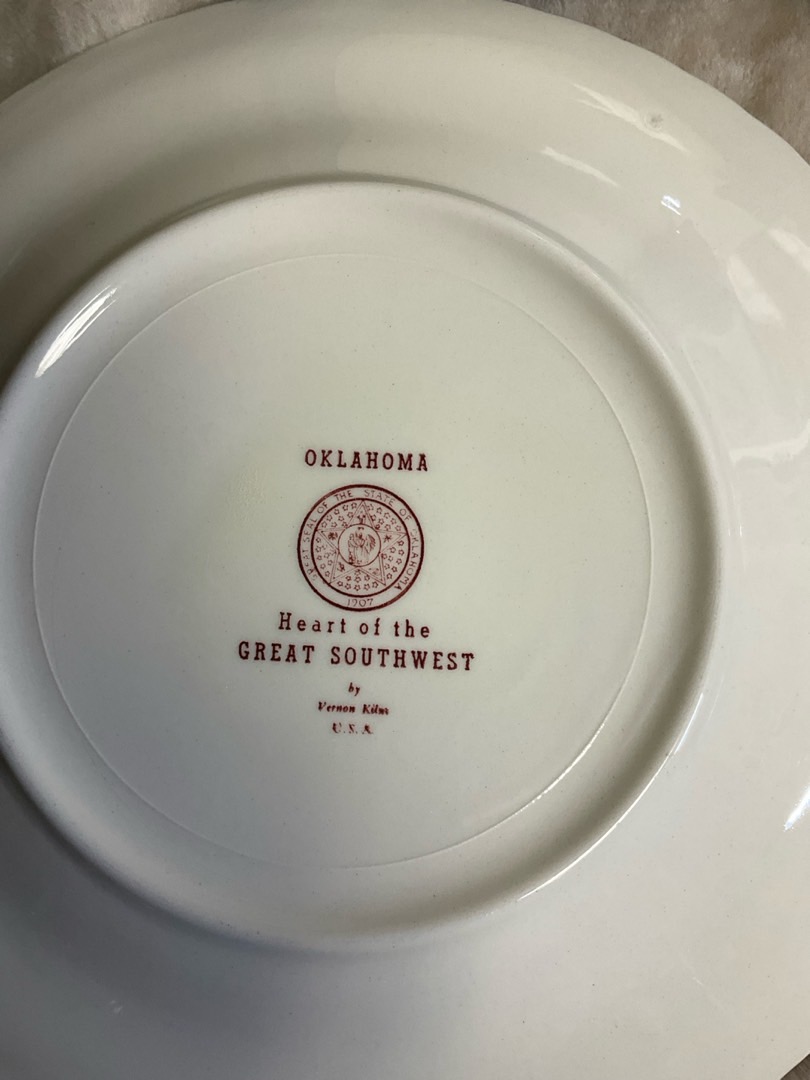 OKLAHOMA
GREAT SEAL OF THE STATE OF OKLAHOMA
1907
Heart of the
GREAT SOUTHWEST
by
Vernon Kilns
U.S.A.